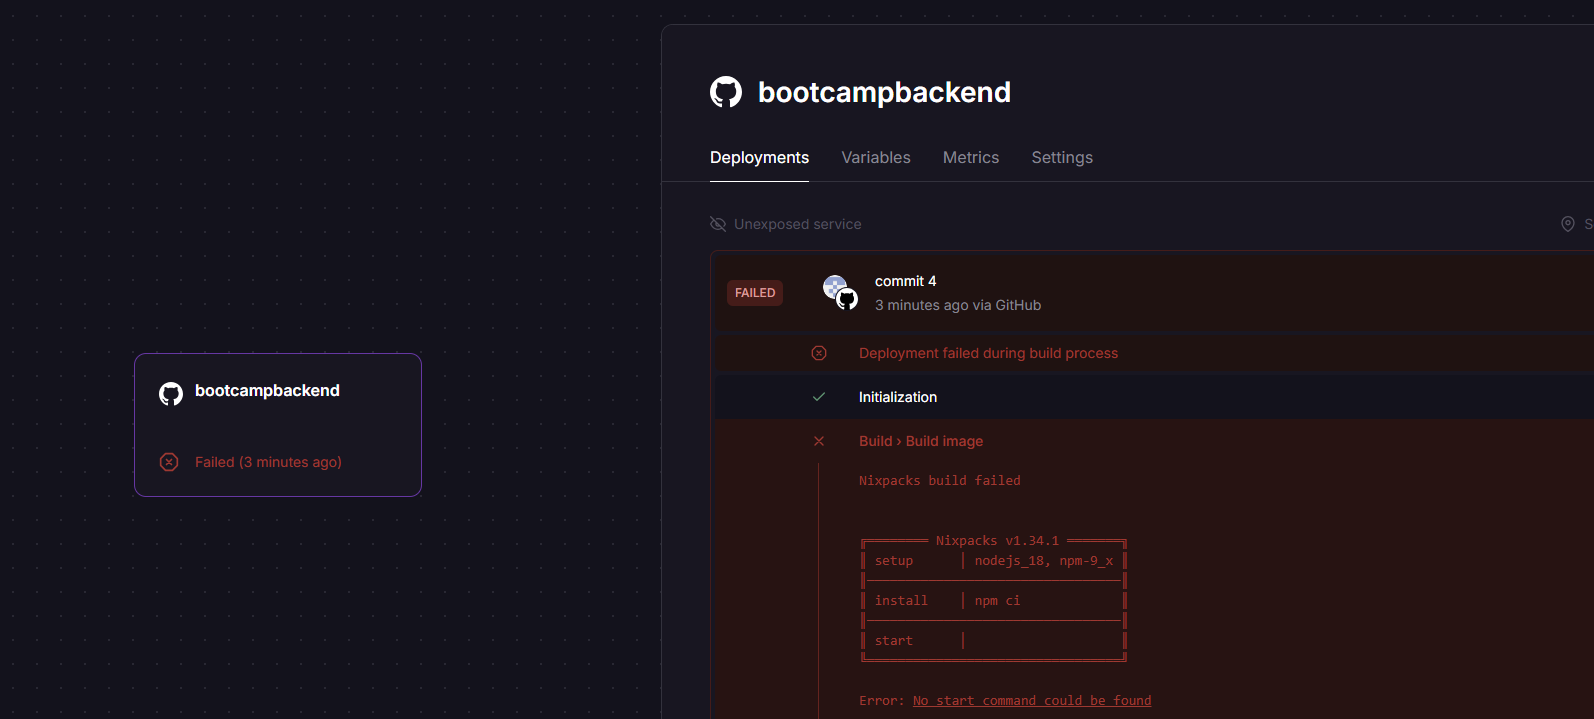 bootcampbackend
Failed (3 minutes ago)
bootcampbackend
Deployments Variables Metrics Settings
Unexposed service
S
FAILED
commit 4
3 minutes ago via GitHub
Deployment failed during build process
Initialization
Build › Build image
Nixpacks build failed
Nixpacks v1.34.1
setup | nodejs_18, npm-9_x
install | npm ci
start |
Error: No start command could be found